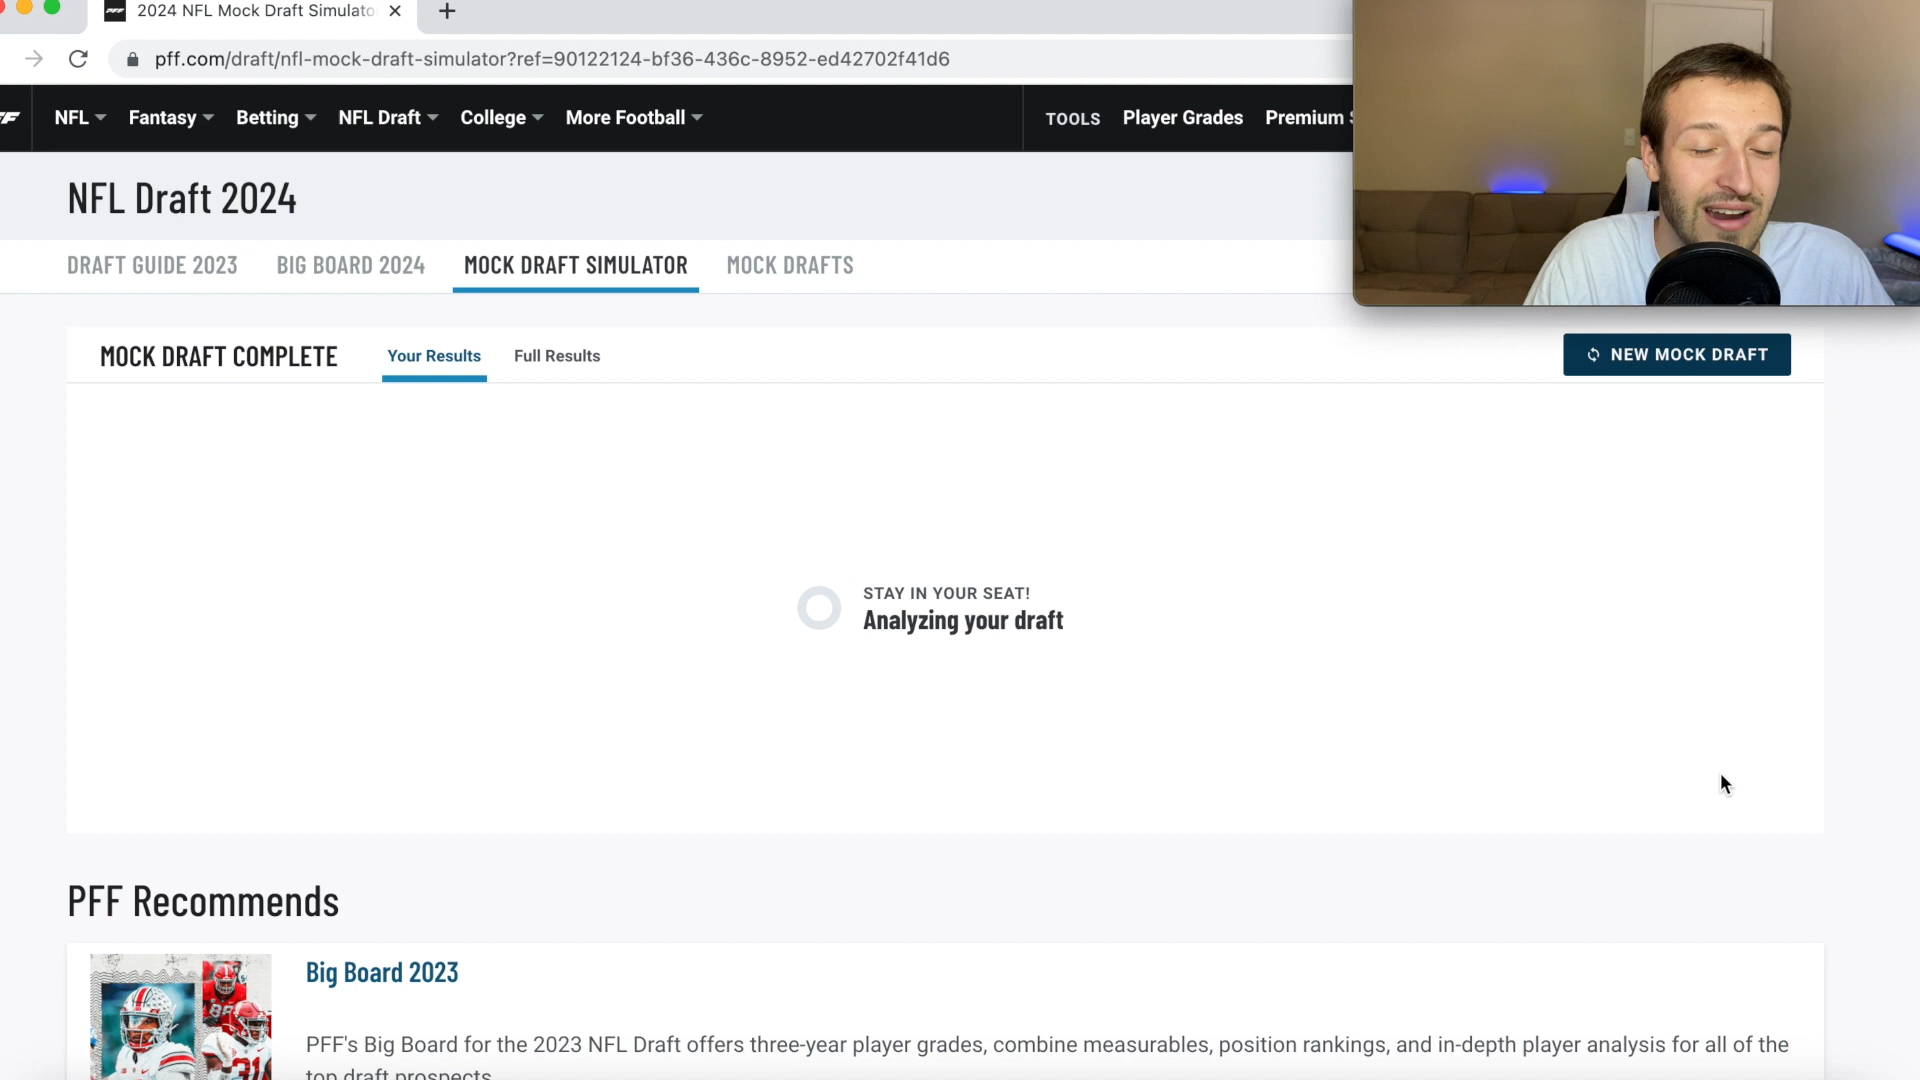 2024 NFL Mock Draft Simulato
pff.com/draft/nfl-mock-draft-simulator?ref=90122124-bf36-436c-8952-ed42702f41d6
NFL Fantasy Betting NFL Draft College More Football TOOLS Player Grades Premium
NFL Draft 2024
DRAFT GUIDE 2023 BIG BOARD 2024 MOCK DRAFT SIMULATOR MOCK DRAFTS
MOCK DRAFT COMPLETE Your Results Full Results NEW MOCK DRAFT
STAY IN YOUR SEAT!
Analyzing your draft
PFF Recommends
Big Board 2023
PFF's Big Board for the 2023 NFL Draft offers three-year player grades, combine measurables, position rankings, and in-depth player analysis for all of the
top draft prospects.